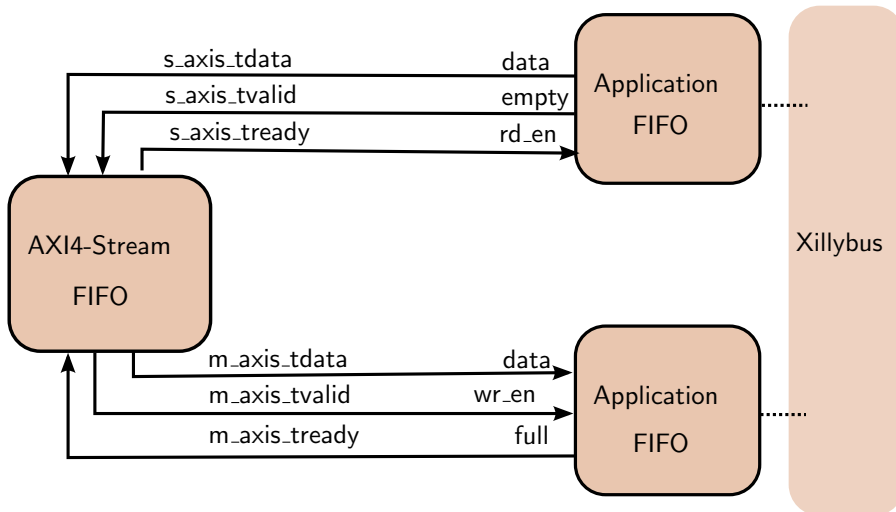 s_axis_tdata data
s_axis_tvalid empty
s_axis_tready rd_en
Application
FIFO
AXI4-Stream
FIFO
Xillybus
m_axis_tdata data
m_axis_tvalid wr_en
m_axis_tready full
Application
FIFO